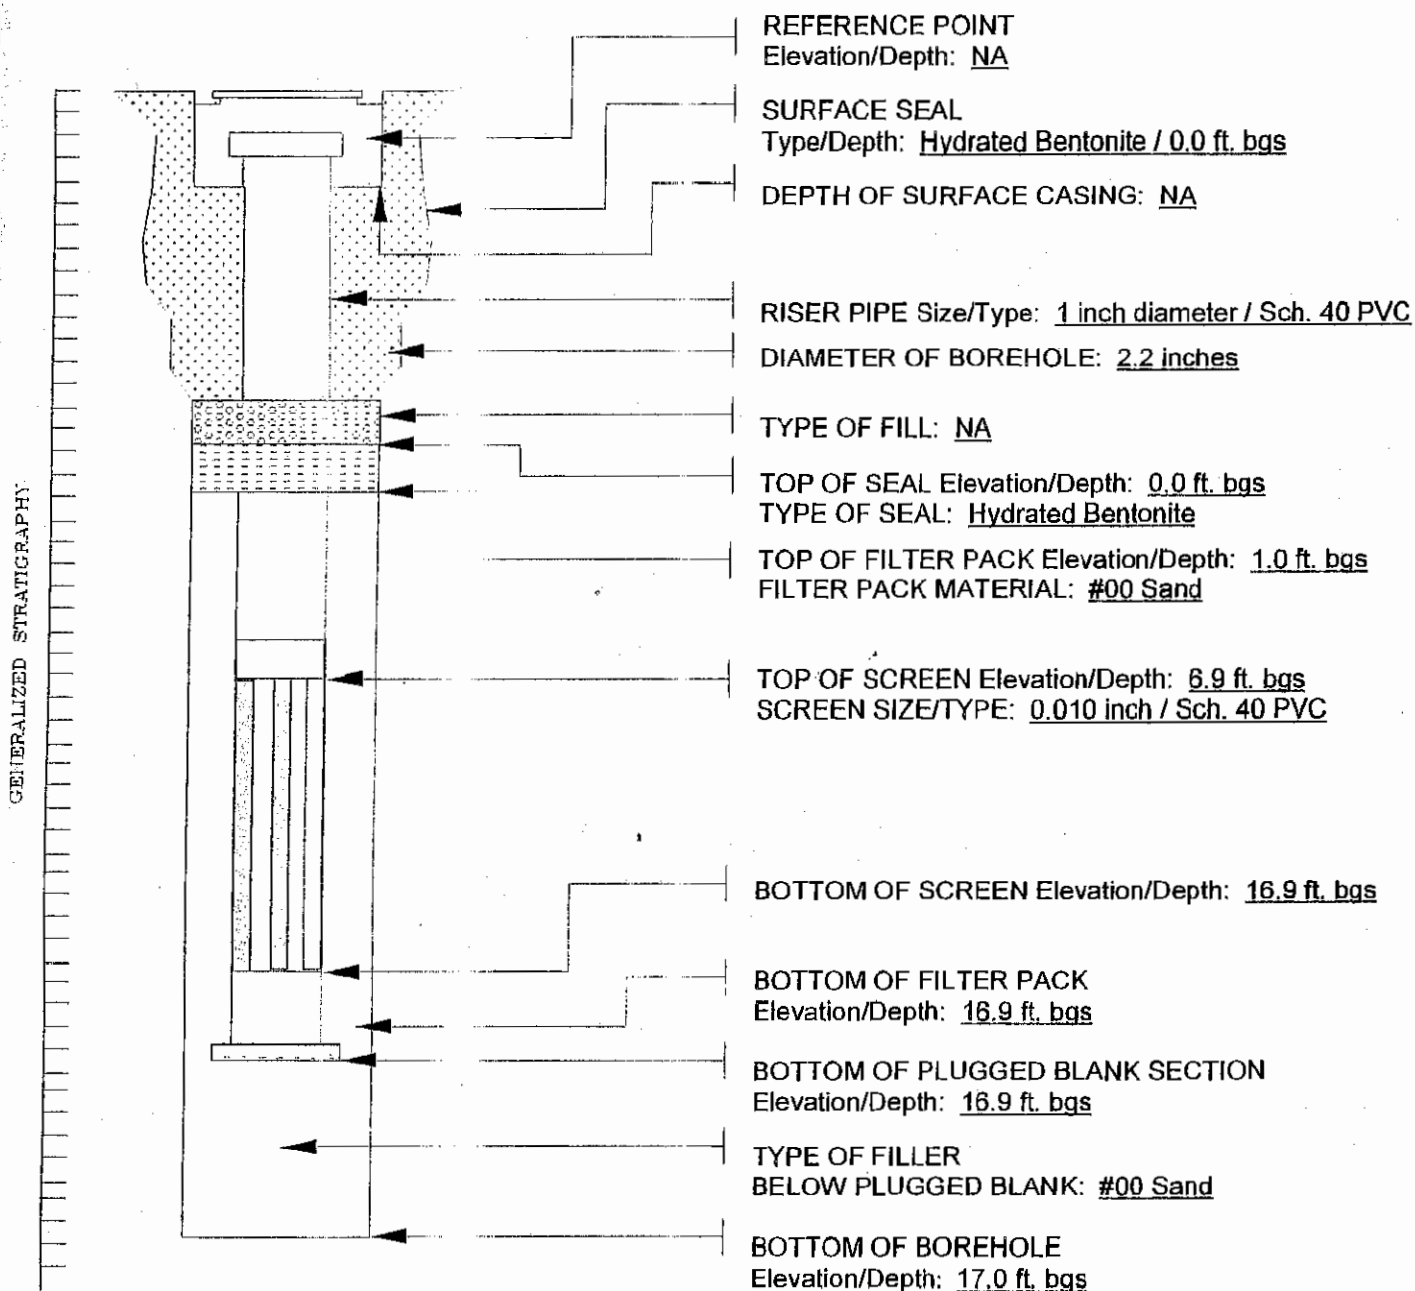 REFERENCE POINT
Elevation/Depth: NA
SURFACE SEAL
Type/Depth: Hydrated Bentonite / 0.0 ft. bgs
DEPTH OF SURFACE CASING: NA
RISER PIPE Size/Type: 1 inch diameter / Sch. 40 PVC
DIAMETER OF BOREHOLE: 2.2 inches
TYPE OF FILL: NA
TOP OF SEAL Elevation/Depth: 0.0 ft. bgs
TYPE OF SEAL: Hydrated Bentonite
TOP OF FILTER PACK Elevation/Depth: 1.0 ft. bgs
FILTER PACK MATERIAL: #00 Sand
TOP OF SCREEN Elevation/Depth: 6.9 ft. bgs
SCREEN SIZE/TYPE: 0.010 inch / Sch. 40 PVC
BOTTOM OF SCREEN Elevation/Depth: 16.9 ft. bgs
BOTTOM OF FILTER PACK
Elevation/Depth: 16.9 ft. bgs
BOTTOM OF PLUGGED BLANK SECTION
Elevation/Depth: 16.9 ft. bgs
TYPE OF FILLER
BELOW PLUGGED BLANK: #00 Sand
BOTTOM OF BOREHOLE
Elevation/Depth: 17.0 ft. bgs
GENERALIZED STRATIGRAPHY